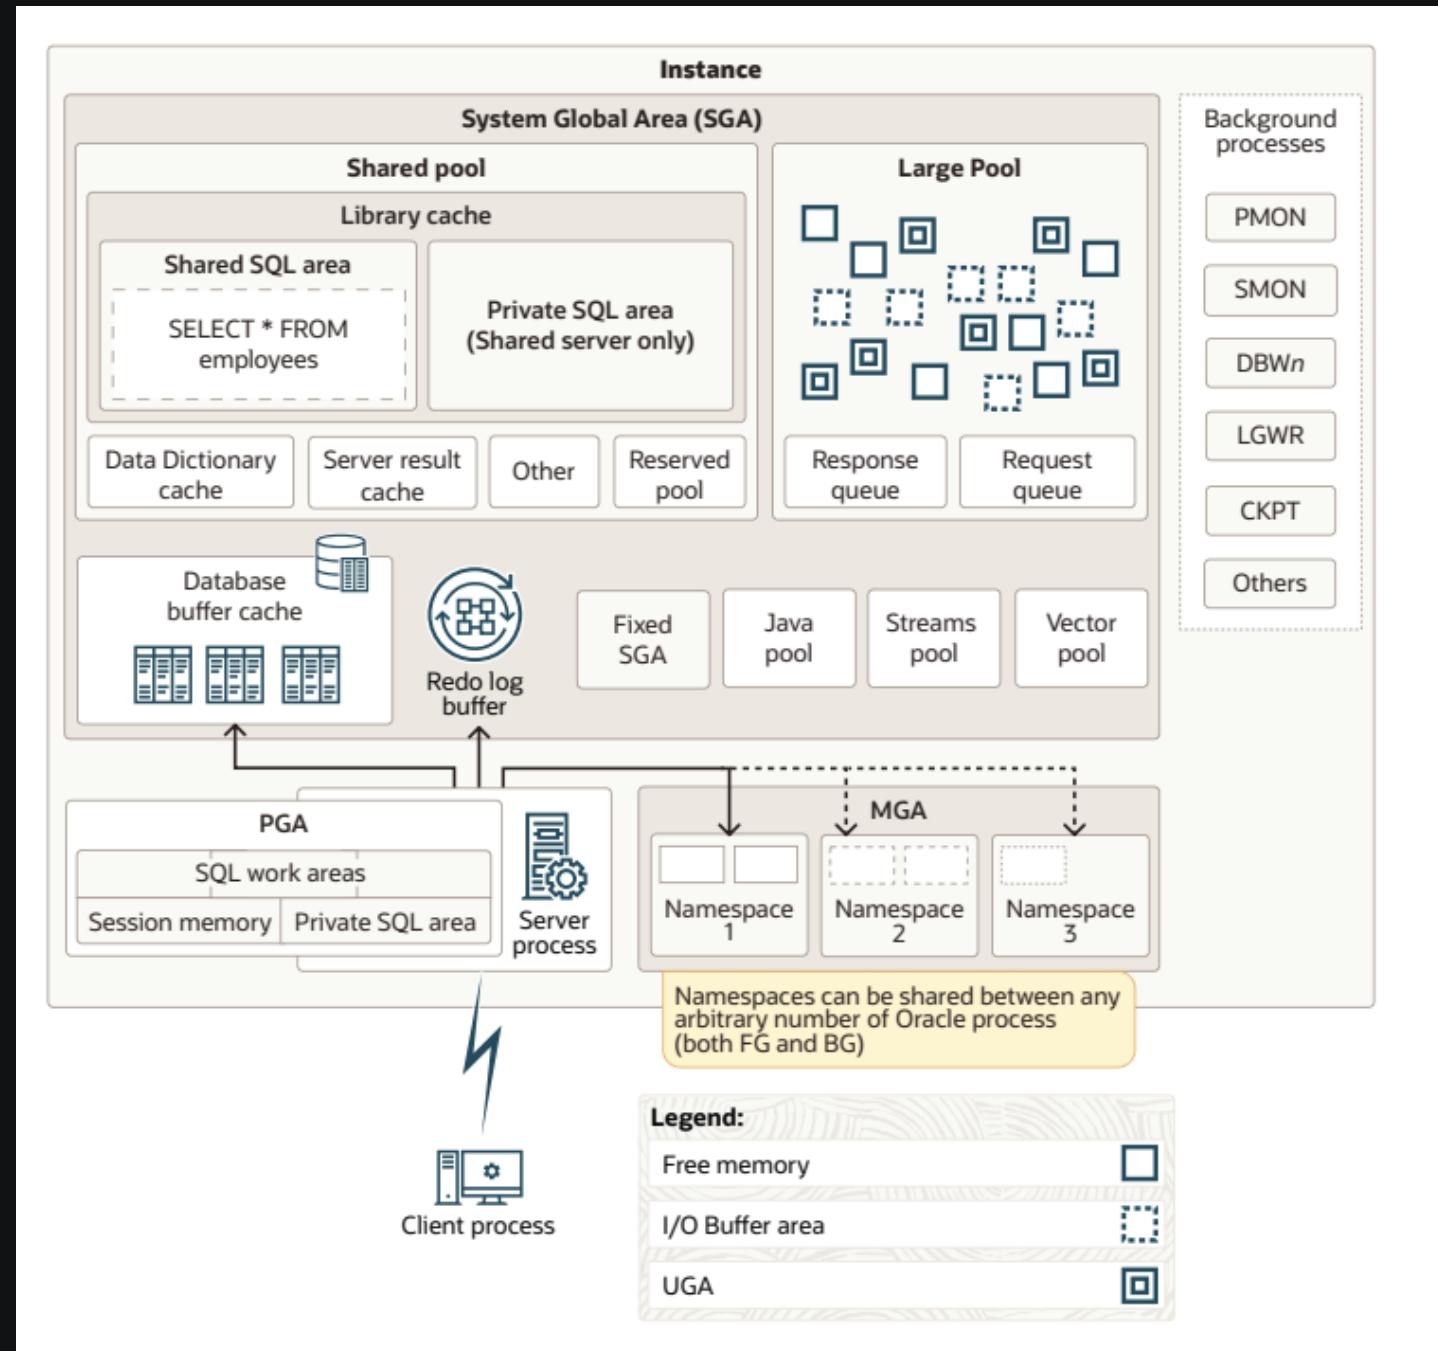 Instance
System Global Area (SGA)
Shared pool
Library cache
Shared SQL area
SELECT * FROM
employees
Private SQL area
(Shared server only)
Data Dictionary
cache
Server result
cache
Other
Reserved
pool
Large Pool
Response
queue
Request
queue
Background
processes
PMON
SMON
DBWn
LGWR
CKPT
Others
Database
buffer cache
Redo log
buffer
Fixed
SGA
Java
pool
Streams
pool
Vector
pool
PGA
SQL work areas
Session memory
Private SQL area
Server
process
MGA
Namespace
1
Namespace
2
Namespace
3
Namespaces can be shared between any
arbitrary number of Oracle process
(both FG and BG)
Client process
Legend:
Free memory
I/O Buffer area
UGA